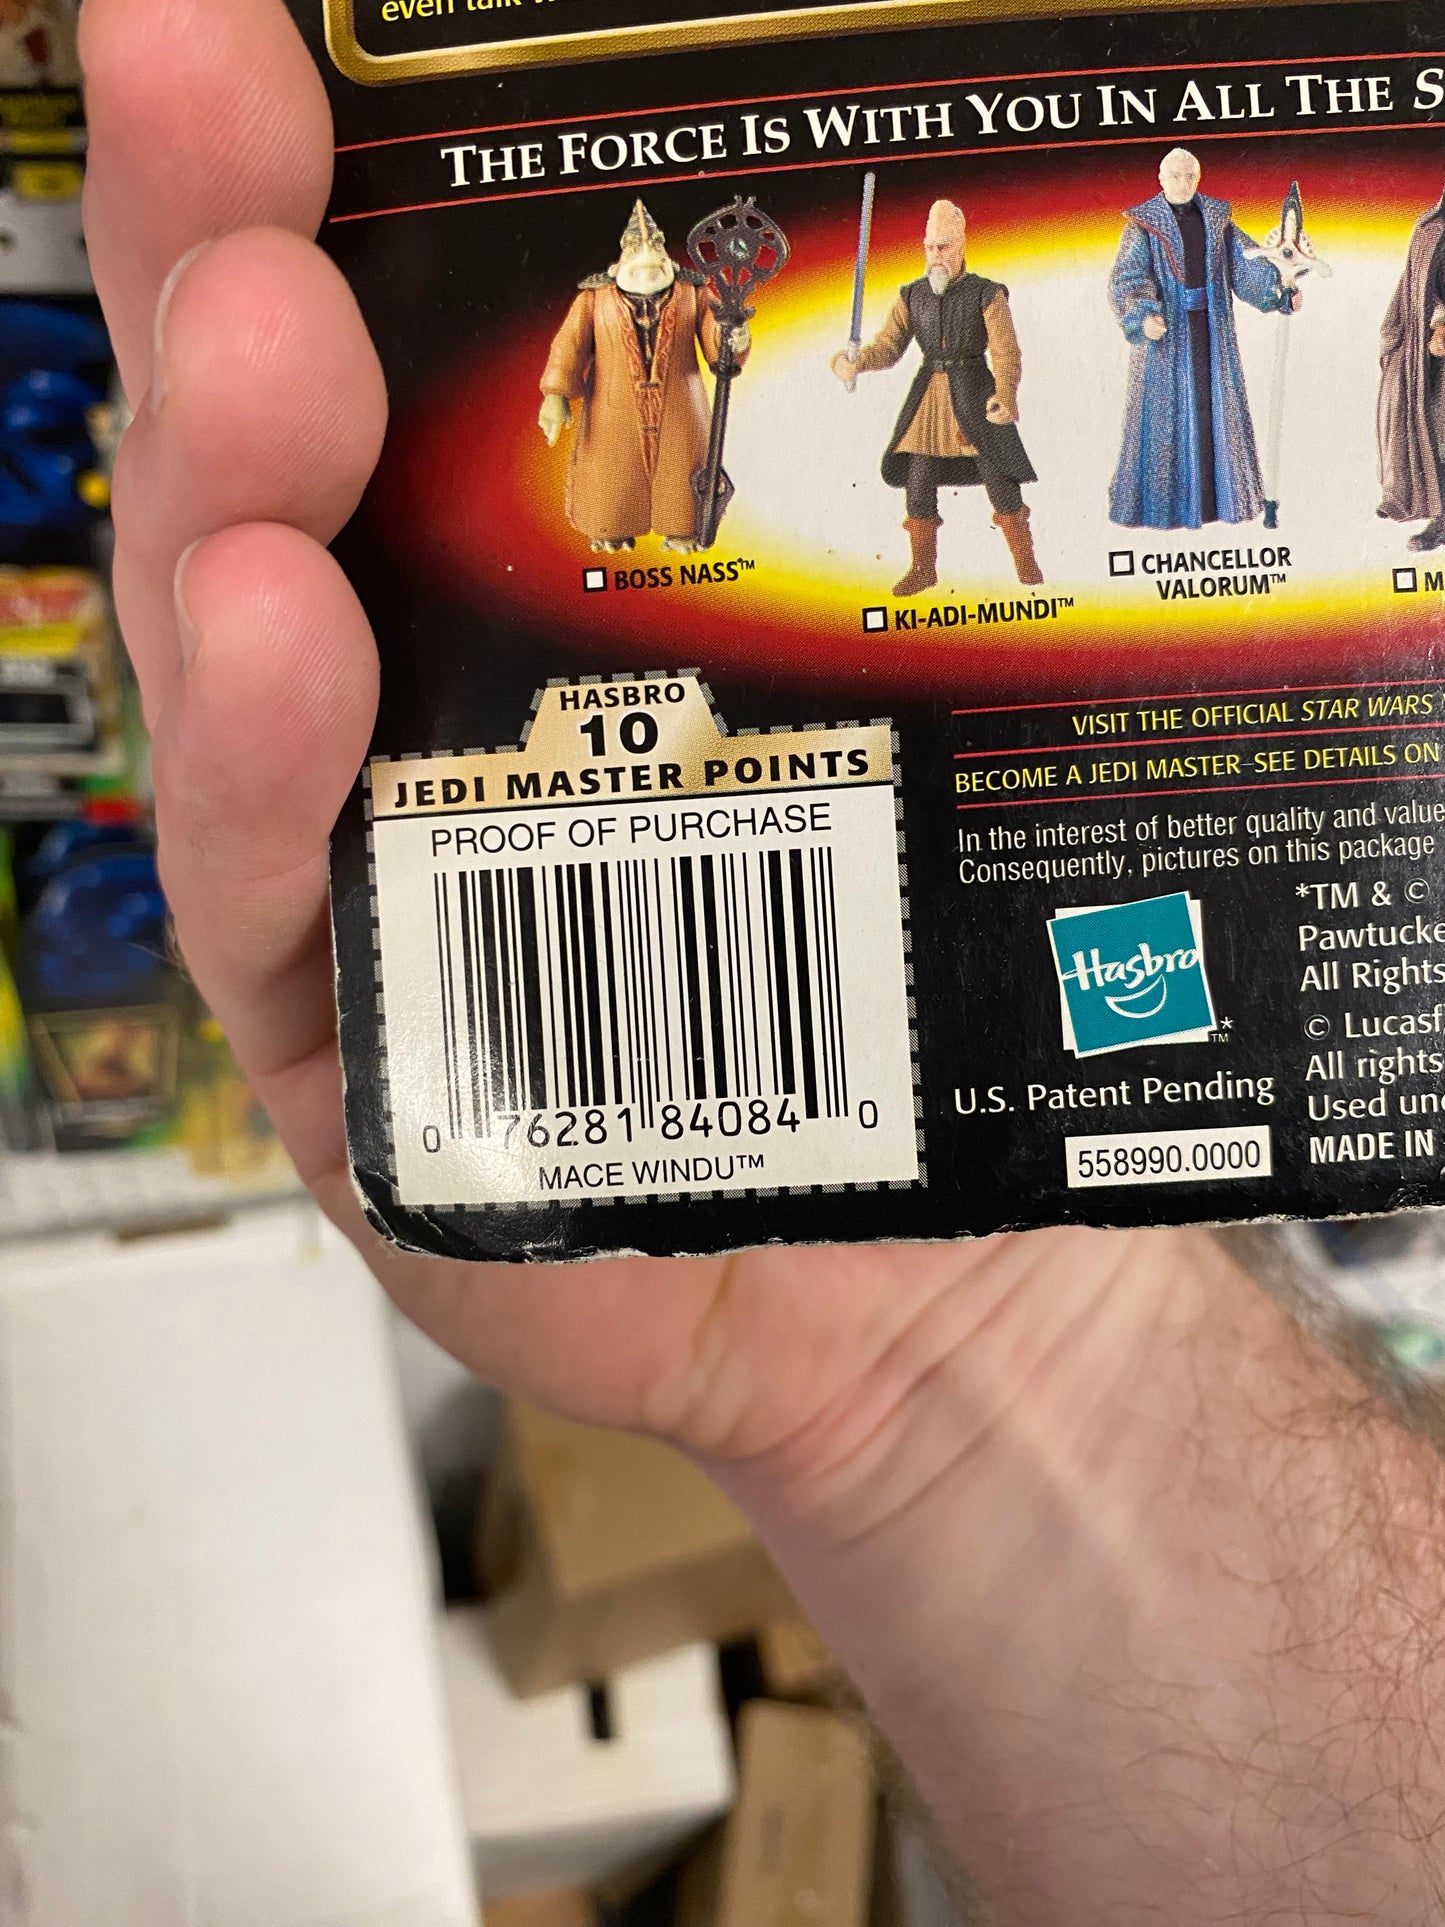 even talk
THE FORCE IS WITH YOU IN ALL THE S
BOSS NASS™
KI-ADI-MUNDI™
CHANCELLOR
VALORUM™
M
HASBRO
10
JEDI MASTER POINTS
PROOF OF PURCHASE
0 76281 84084 0
MACE WINDU™
VISIT THE OFFICIAL STAR WARS
BECOME A JEDI MASTER-SEE DETAILS ON
In the interest of better quality and value
Consequently, pictures on this package
Hasbro
™*
U.S. Patent Pending
558990.0000
*TM & ©
Pawtucke
All Rights
© Lucasf
All rights
Used un
MADE IN